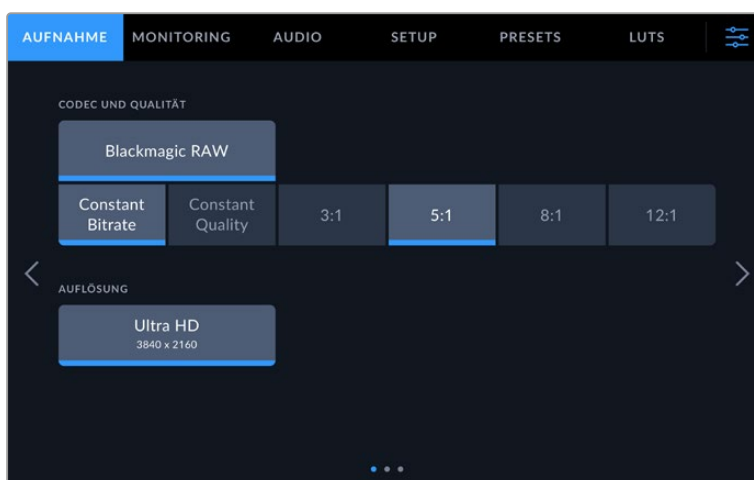 AUFNAHME MONITORING AUDIO SETUP PRESETS LUTS
CODEC UND QUALITÄT
Blackmagic RAW
Constant Bitrate Constant Quality 3:1 5:1 8:1 12:1
AUFLÖSUNG
Ultra HD
3840 x 2160